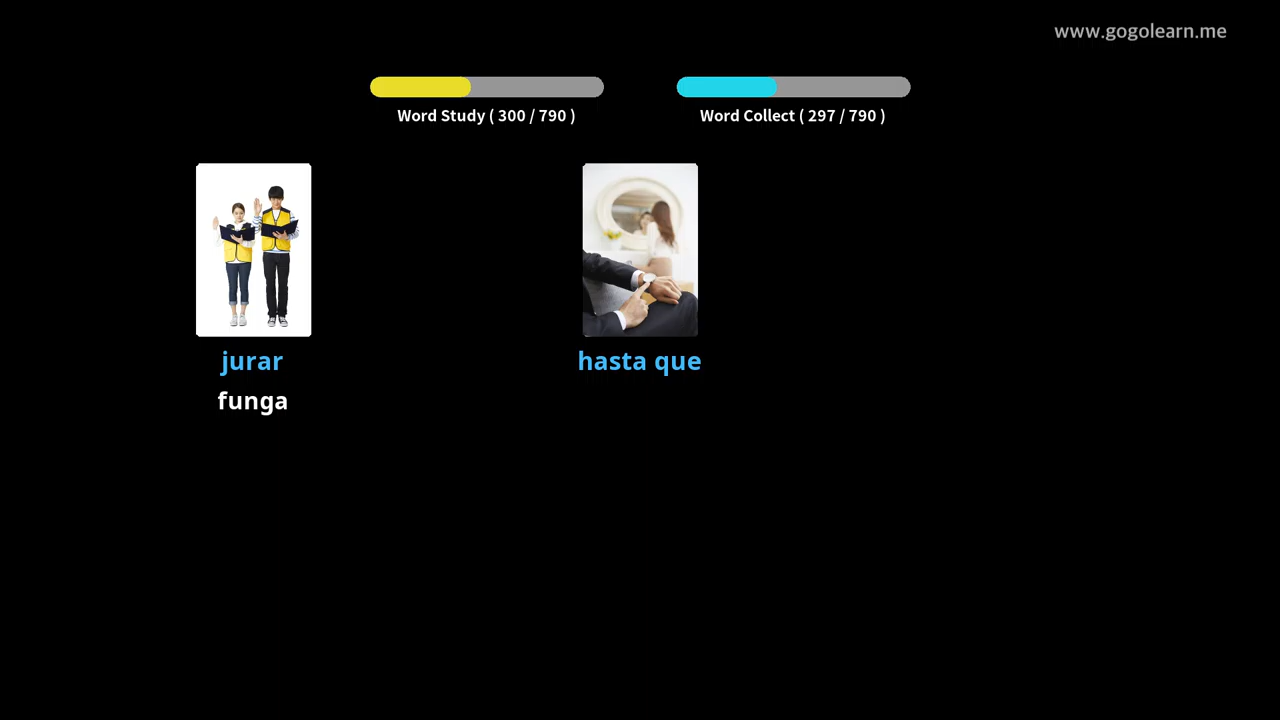 www.gogolearn.me
Word Study ( 300 / 790 )
Word Collect ( 297 / 790 )
jurar
hasta que
funga